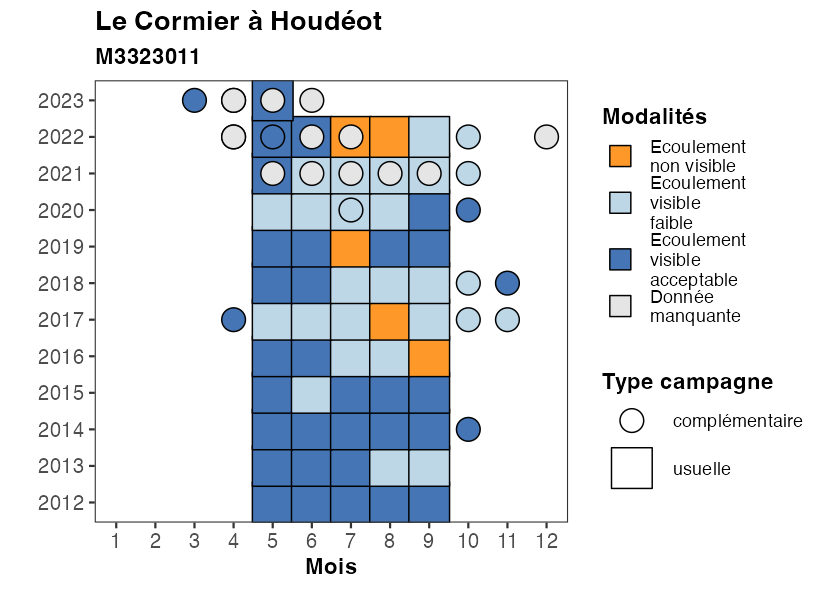 Le Cormier à Houdéot
M3323011
2023
2022
2021
2020
2019
2018
2017
2016
2015
2014
2013
2012
1 2 3 4 5 6 7 8 9 10 11 12
Mois
Modalités
Ecoulement
non visible
Ecoulement
visible
faible
Ecoulement
visible
acceptable
Donnée
manquante
Type campagne
complémentaire
usuelle